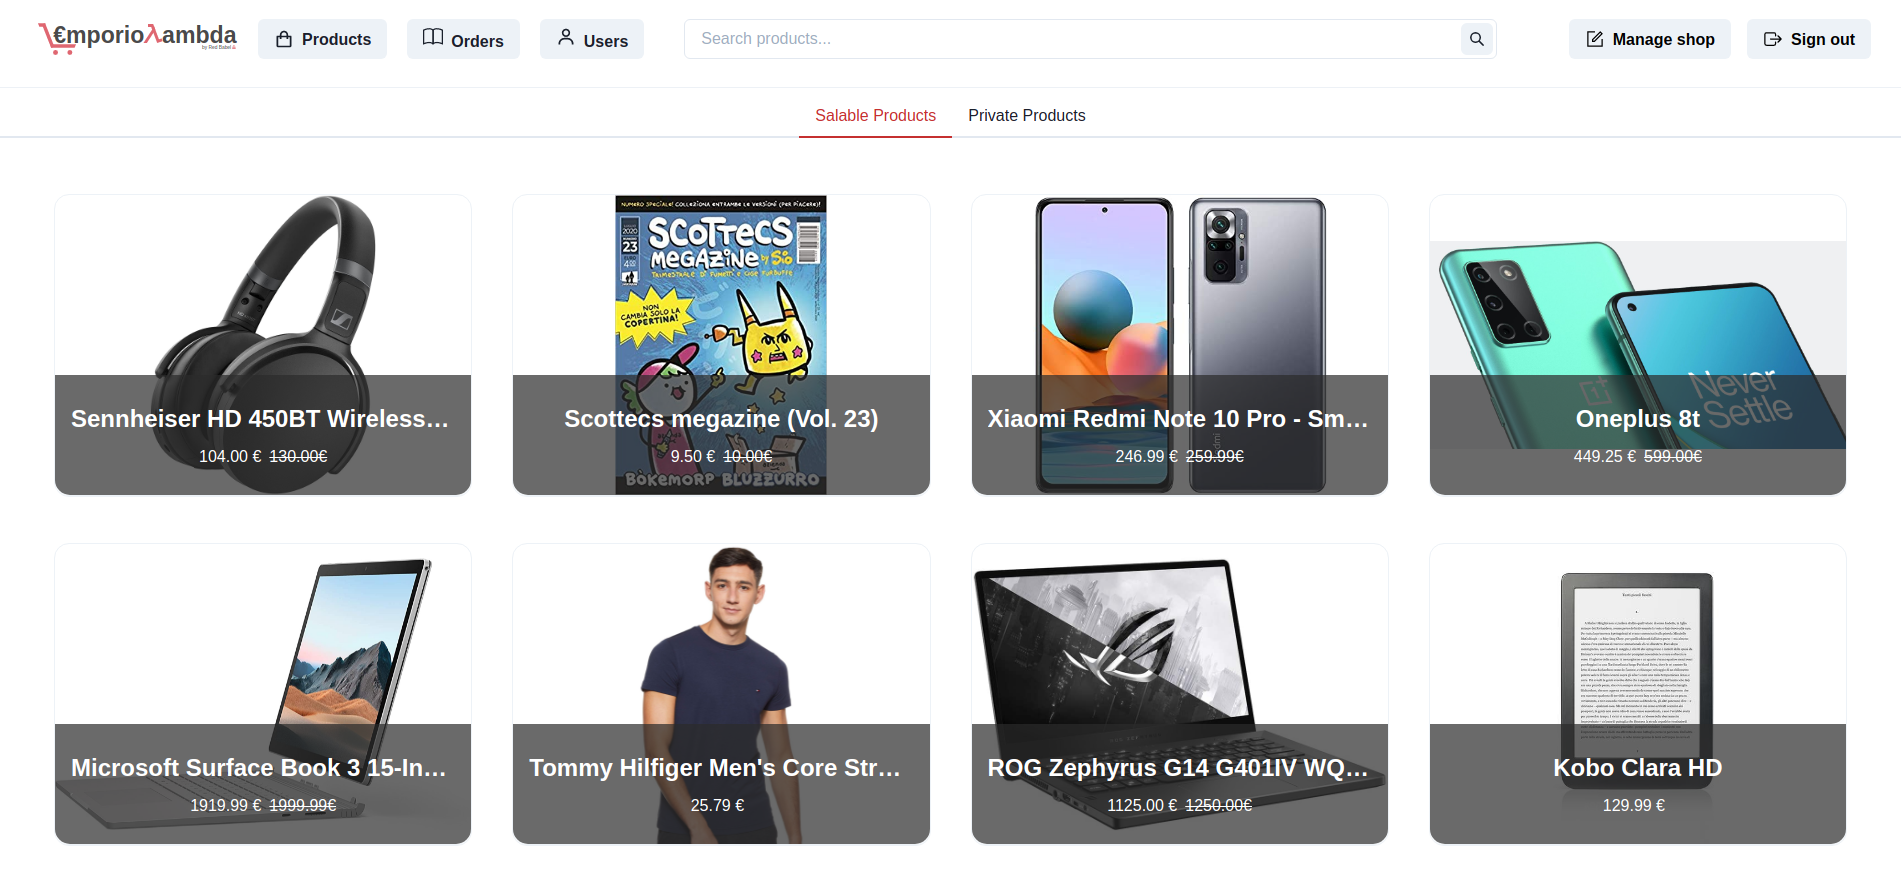 €mporioλambda
by Red Babel
Products
Orders
Users
Search products...
Manage shop
Sign out
Salable Products
Private Products
NUMERO SPECIALE! COLLEZIONA ENTRAMBE LE VERSIONI (PER PIACERE)!
2020
23
SCOTTECS
MEGAZINE by Sio
TRIMESTRALE DI FUMETTI E COSE FURBUFFE
NON
CAMBIA SOLO LA
COPERTINA!
BÒKEMORP BLUZZURRO
Never
Settle
Sennheiser HD 450BT Wireless...
104.00 € 130.00€
Scottecs megazine (Vol. 23)
9.50 € 10.00€
Xiaomi Redmi Note 10 Pro - Sm...
246.99 € 259.99€
Oneplus 8t
449.25 € 599.00€
Microsoft Surface Book 3 15-In...
1919.99 € 1999.99€
Tommy Hilfiger Men's Core Str...
25.79 €
ROG Zephyrus G14 G401IV WQ...
1125.00 € 1250.00€
Kobo Clara HD
129.99 €